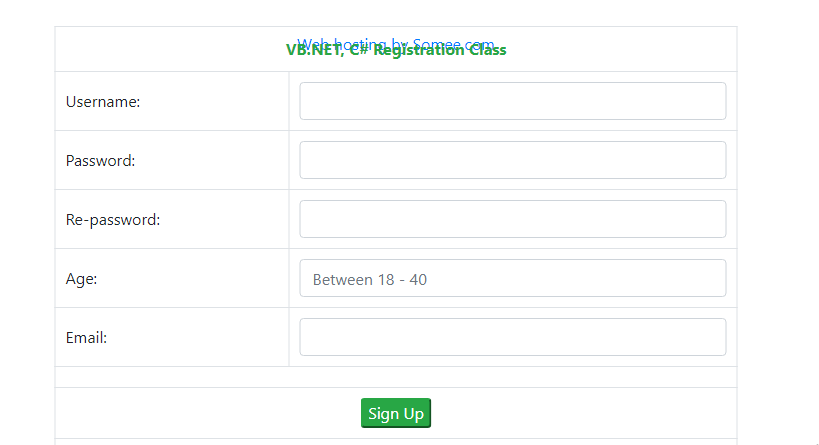 Web hosting by Somee.com
VB.NET, C# Registration Class
Username:
Password:
Re-password:
Age:
Between 18 - 40
Email:
Sign Up